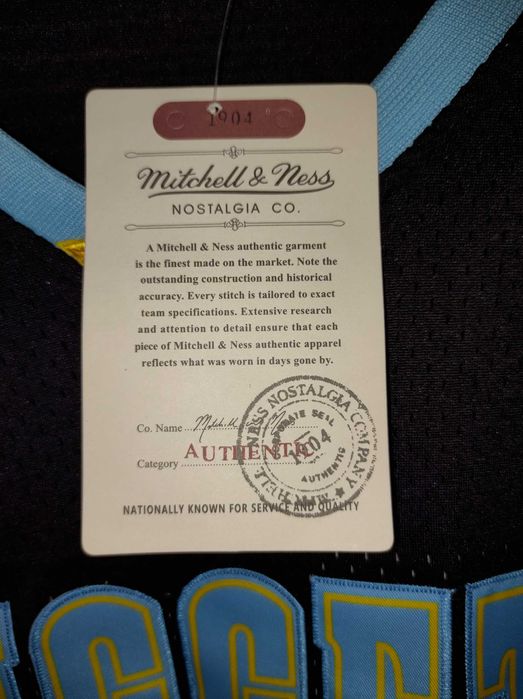 1904
Mitchell & Ness
NOSTALGIA CO.
A Mitchell & Ness authentic garment
is the finest made on the market. Note the
outstanding construction and historical
accuracy. Every stitch is tailored to exact
team specifications. Extensive research
and attention to detail ensure that each
piece of Mitchell & Ness authentic apparel
reflects what was worn in days gone by.
Co. Name
Category AUTHENTIC
NESS NOSTALGIA COMPANY
SEAL
1904
AUTHENTIC
NATIONALLY KNOWN FOR SERVICE AND QUALITY
GGET